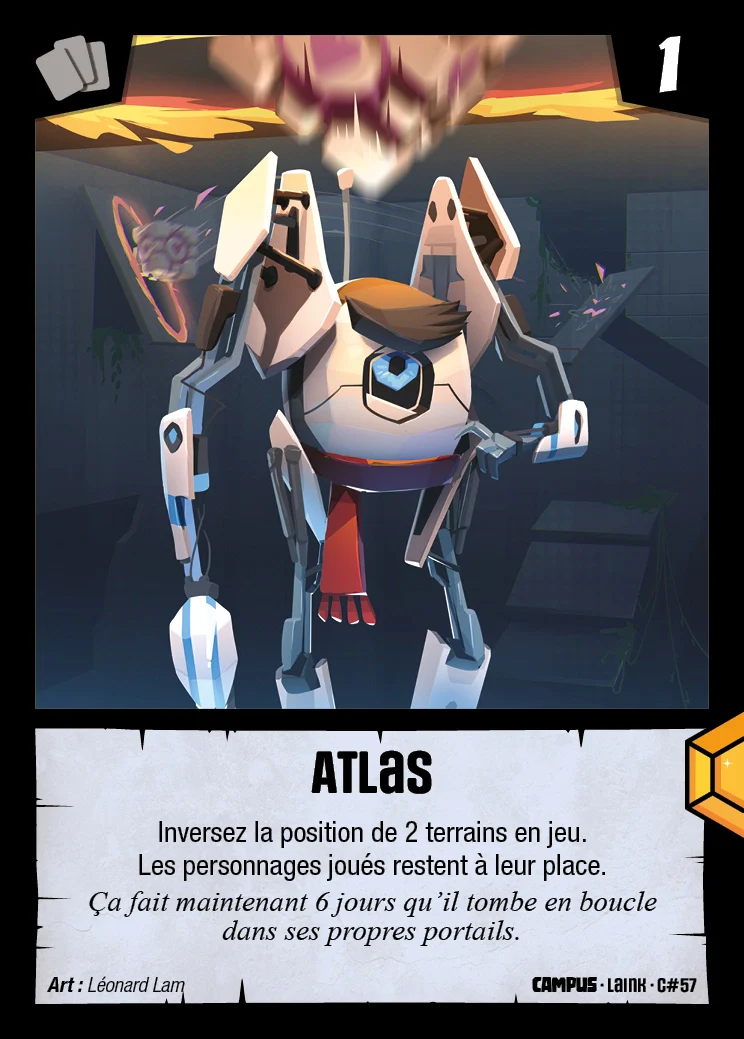 1
ATLAS
Inversez la position de 2 terrains en jeu.
Les personnages joués restent à leur place.
Ça fait maintenant 6 jours qu’il tombe en boucle
dans ses propres portails.
Art : Léonard Lam
CAMPUS · LAINK · C#57